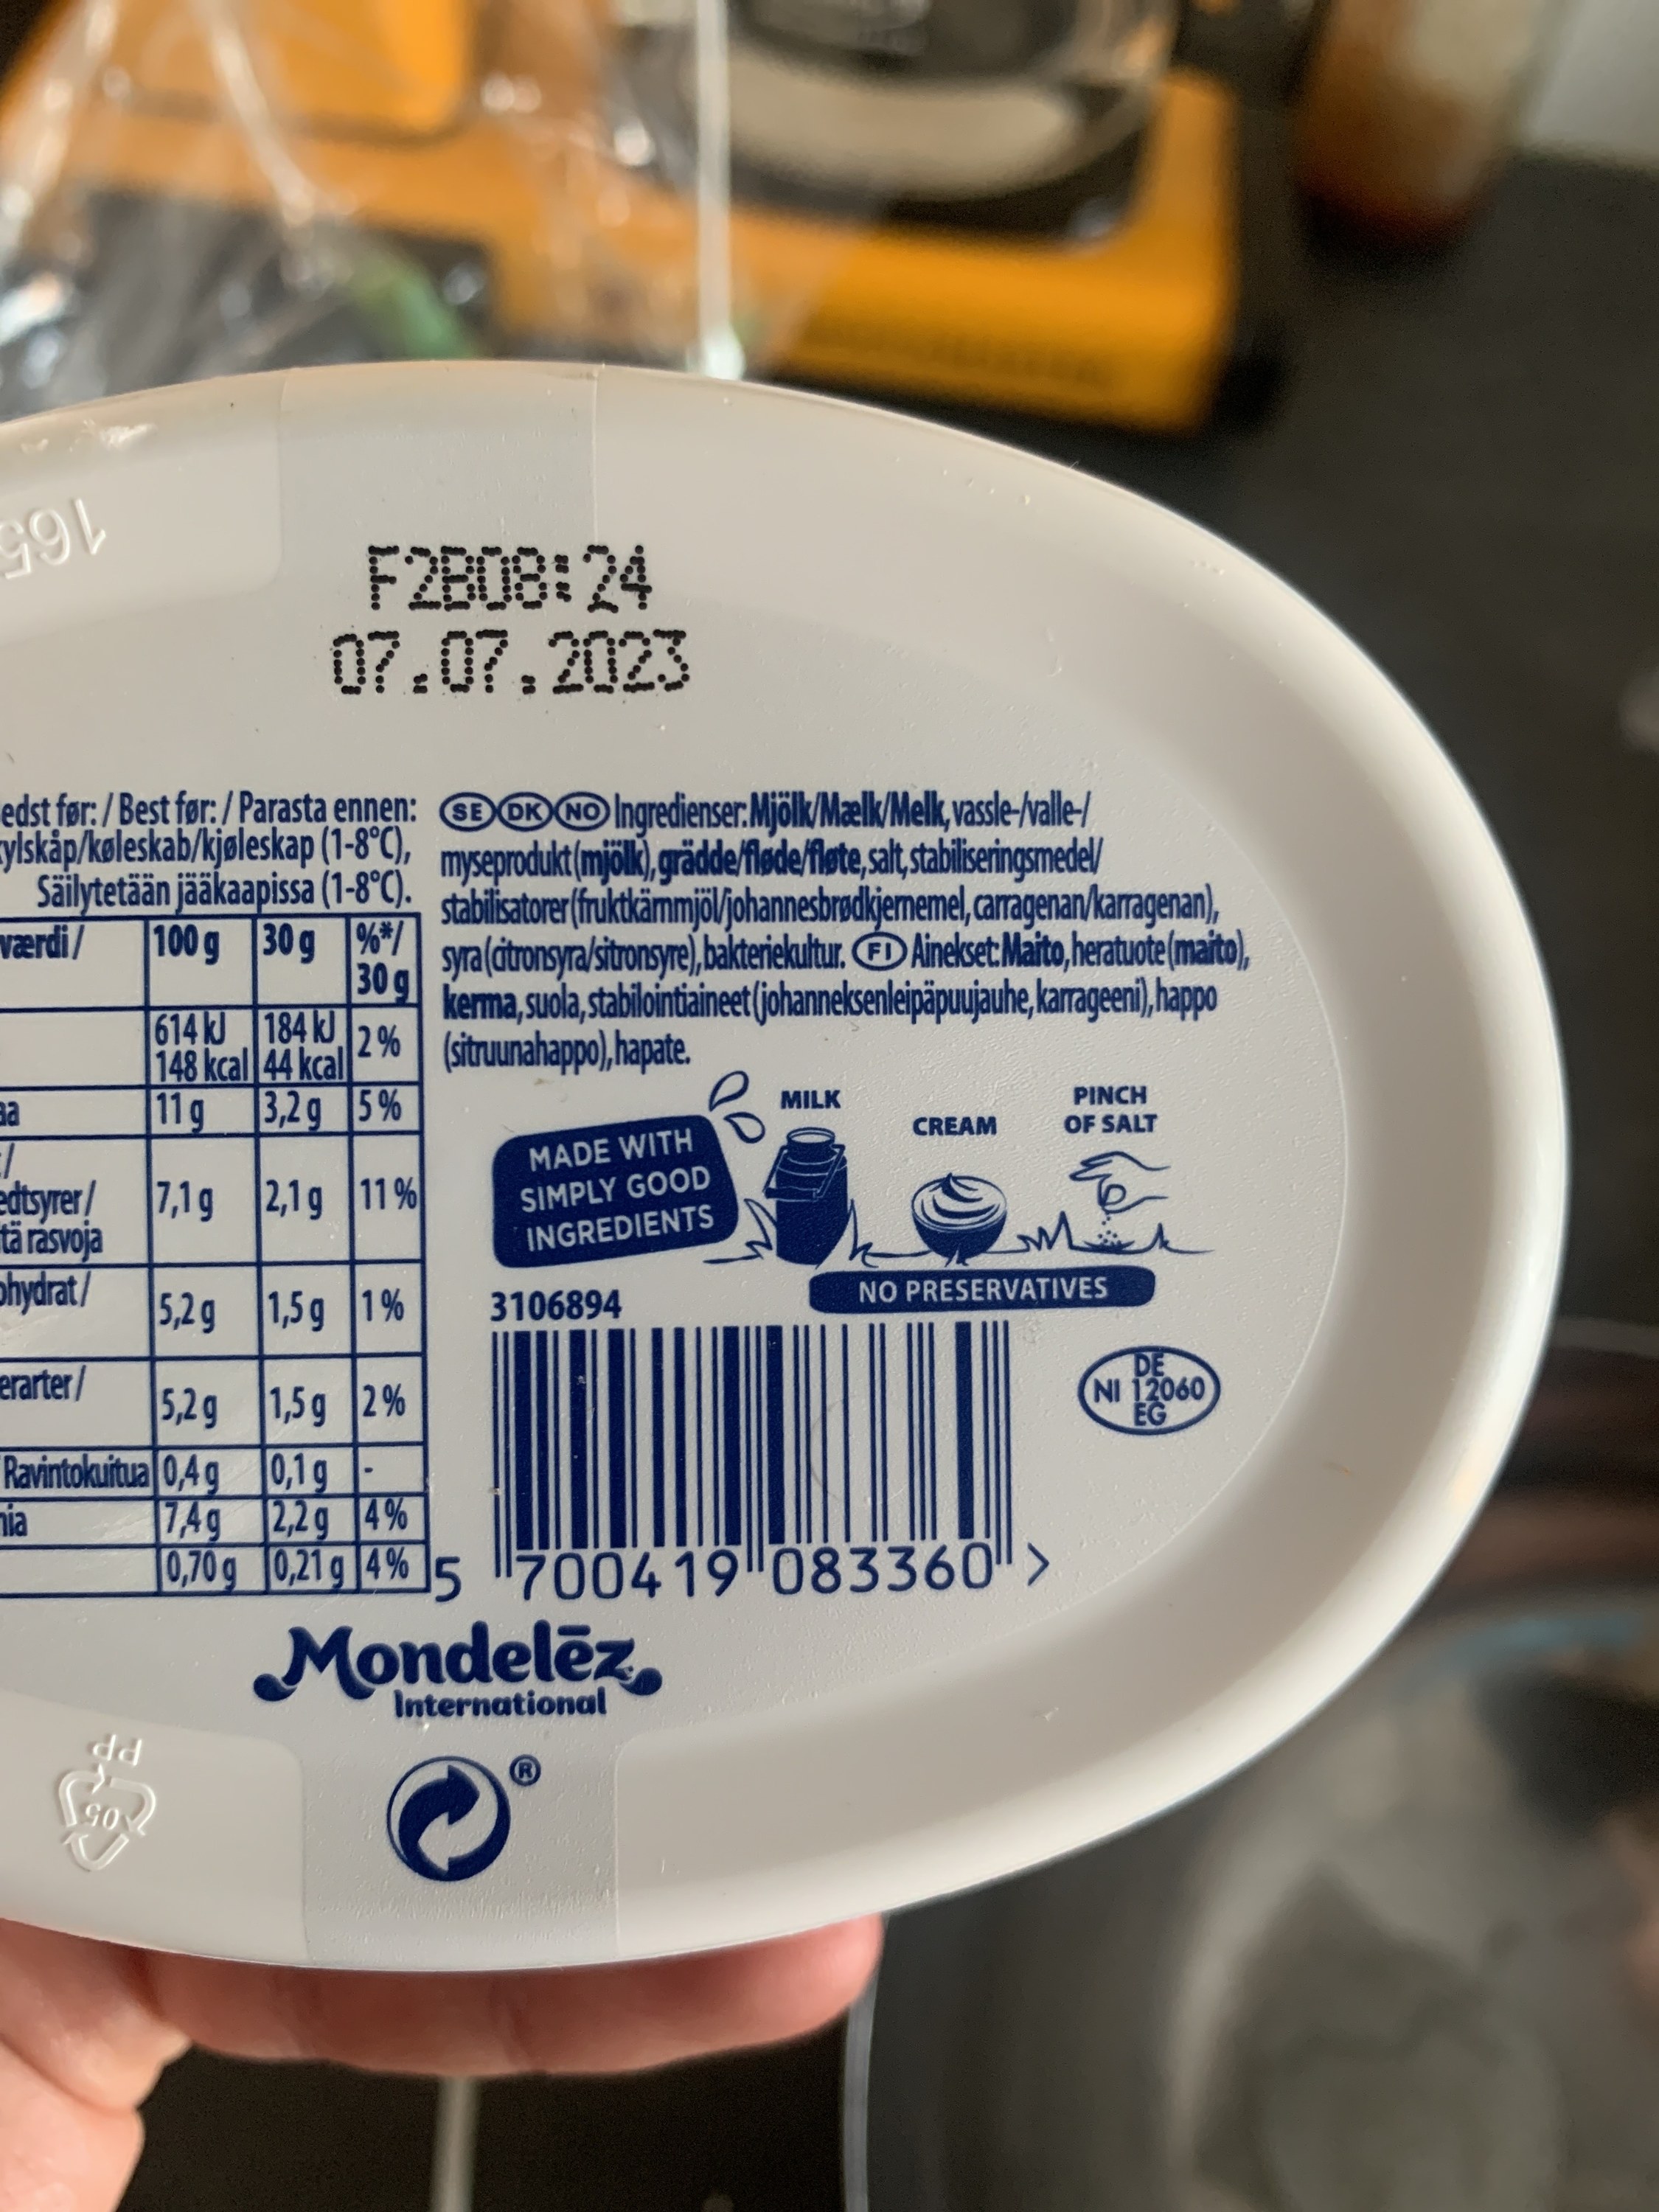 165
F2B08:24
07.07.2023
edst før: / Best før: / Parasta ennen:
ylskåp/køleskab/kjøleskap (1-8°C),
Säilytetään jääkaapissa (1-8°C).
værdi / 100 g 30 g %*/ 30 g
614 kJ 184 kJ 2 %
148 kcal 44 kcal
aa 11 g 3,2 g 5 %
/
edtsyrer / 7,1 g 2,1 g 11 %
tä rasvoja
ohydrat / 5,2 g 1,5 g 1 %
erarter / 5,2 g 1,5 g 2 %
Ravintokuitua 0,4 g 0,1 g -
nia 7,4 g 2,2 g 4 %
0,70 g 0,21 g 4 %
SE DK NO Ingredienser: Mjölk/Mælk/Melk, vassle-/valle-/
myseprodukt (mjölk), grädde/fløde/fløte, salt, stabiliseringsmedel/
stabilisatorer (fruktkärnmjöl/johannesbrødkjernemel, carragenan/karragenan),
syra (citronsyra/sitronsyre), bakteriekultur. FI Ainekset: Maito, heratuote (maito),
kerma, suola, stabilointiaineet (johanneksenleipäpuujauhe, karrageeni), happo
(sitruunahappo), hapate.
MADE WITH
SIMPLY GOOD
INGREDIENTS
MILK
CREAM
PINCH
OF SALT
NO PRESERVATIVES
3106894
5 700419 083360 >
DE
NI 12060
EG
Mondelēz
International
®
PP
05